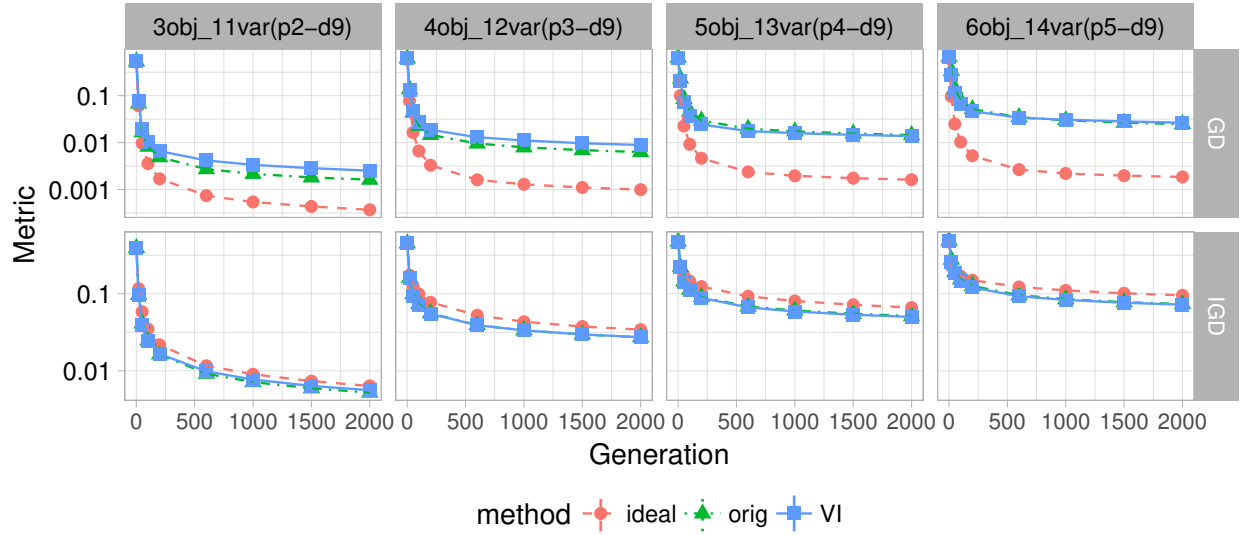 3obj_11var(p2−d9) 4obj_12var(p3−d9) 5obj_13var(p4−d9) 6obj_14var(p5−d9)
0.1
0.01
0.001
GD
Metric
0.1
0.01
IGD
0 500 1000 1500 2000 0 500 1000 1500 2000 0 500 1000 1500 2000 0 500 1000 1500 2000
Generation
method ideal orig VI